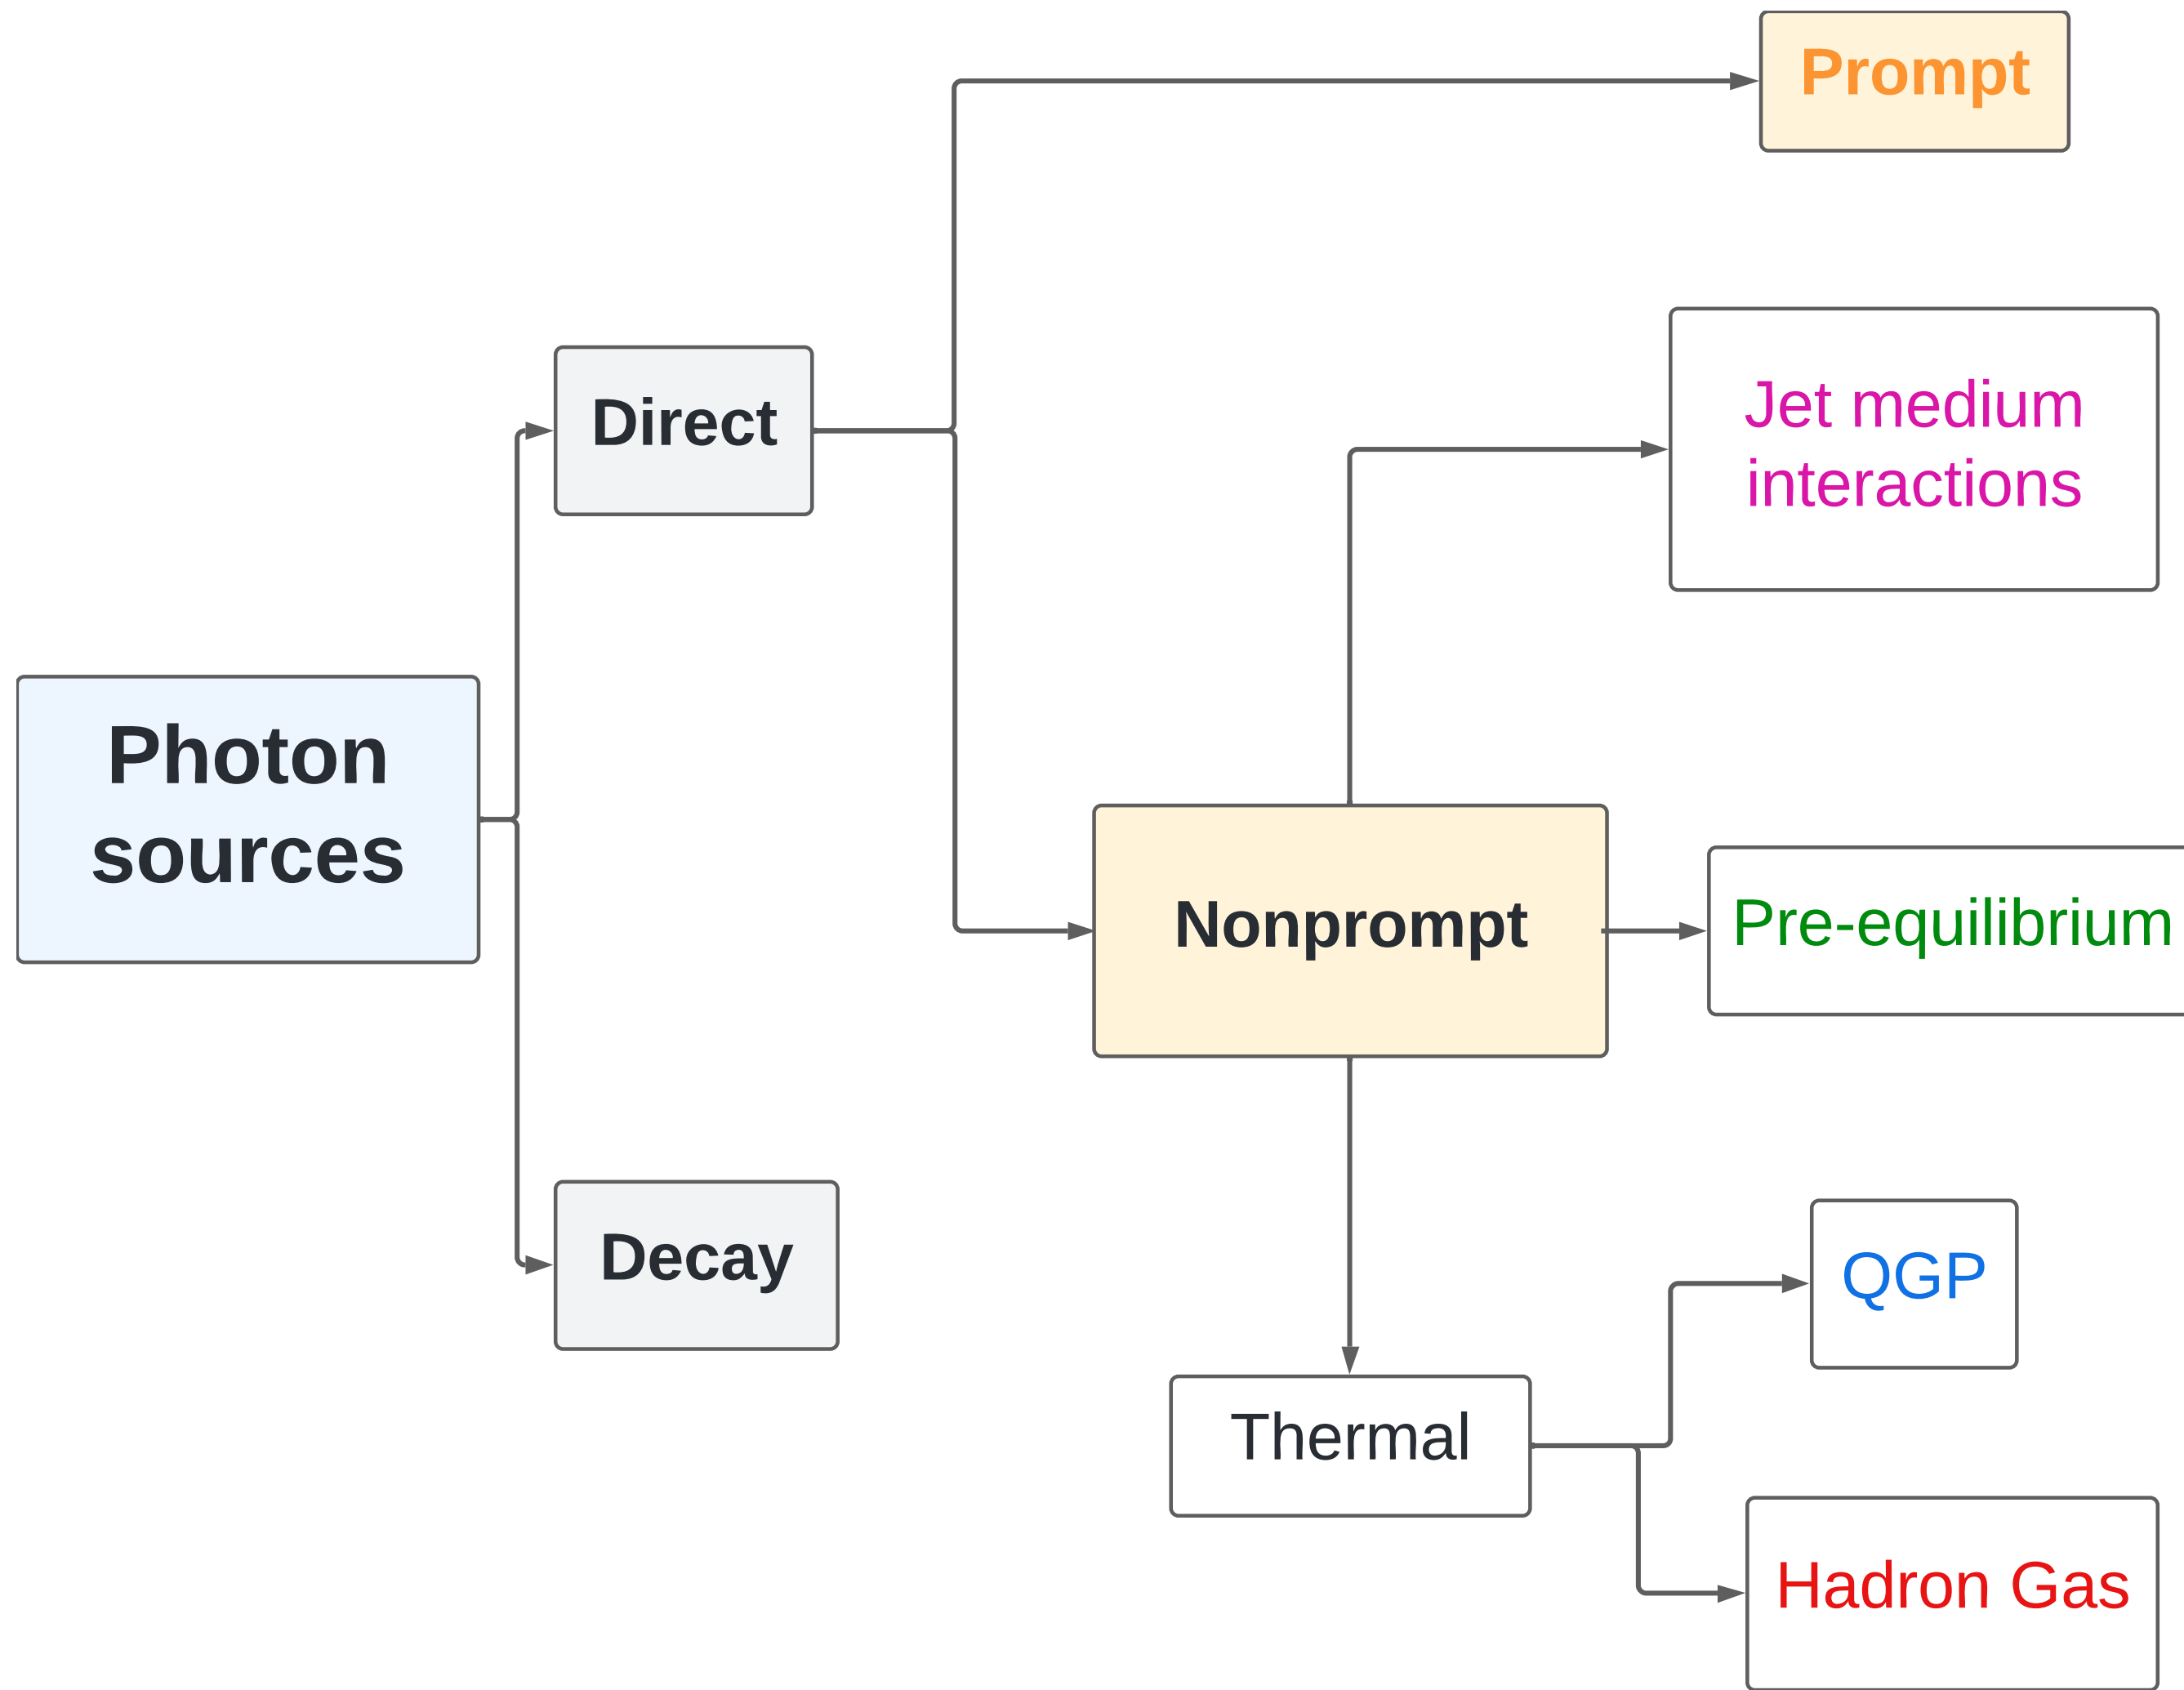 Prompt
Jet medium
interactions
Direct
Photon
sources
Nonprompt
Pre-equilibrium
Decay
QGP
Thermal
Hadron Gas